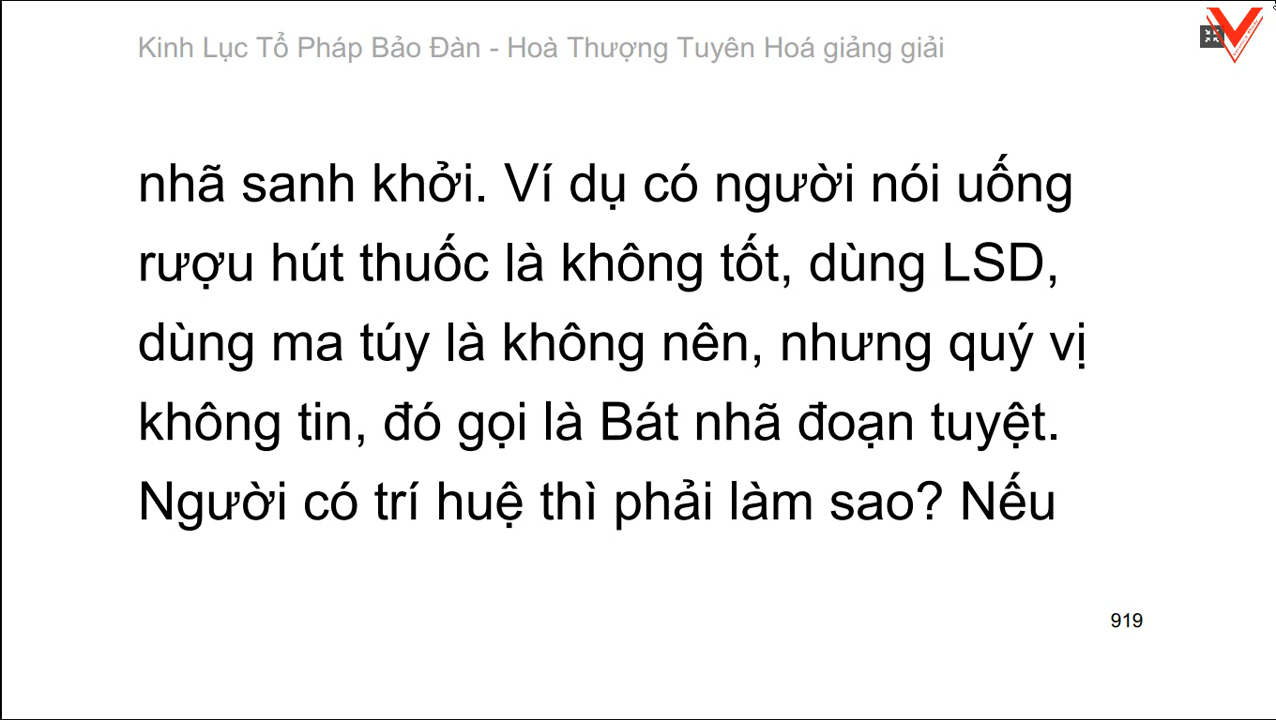 Kinh Lục Tổ Pháp Bảo Đàn - Hoà Thượng Tuyên Hoá giảng giải
nhã sanh khởi. Ví dụ có người nói uống
rượu hút thuốc là không tốt, dùng LSD,
dùng ma túy là không nên, nhưng quý vị
không tin, đó gọi là Bát nhã đoạn tuyệt.
Người có trí huệ thì phải làm sao? Nếu
919